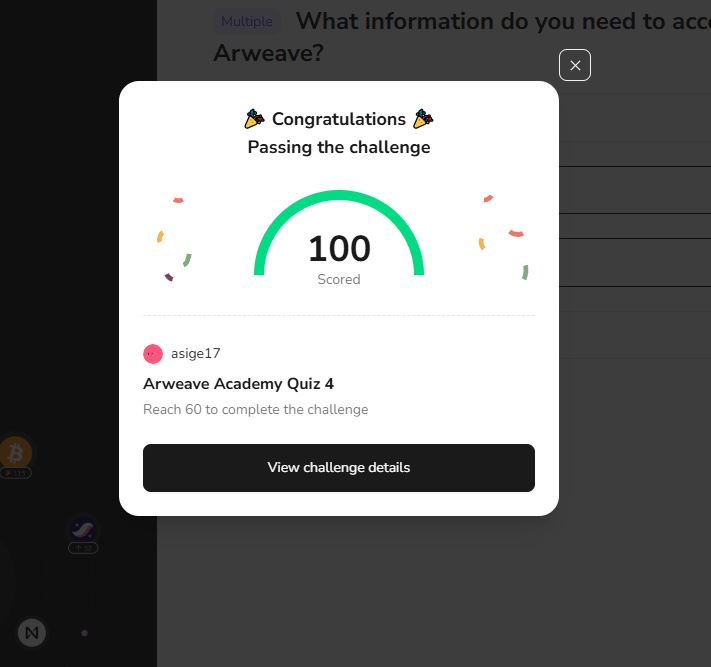 Multiple What information do you need to acce
Arweave?
Congratulations
Passing the challenge
100
Scored
asige17
Arweave Academy Quiz 4
Reach 60 to complete the challenge
View challenge details